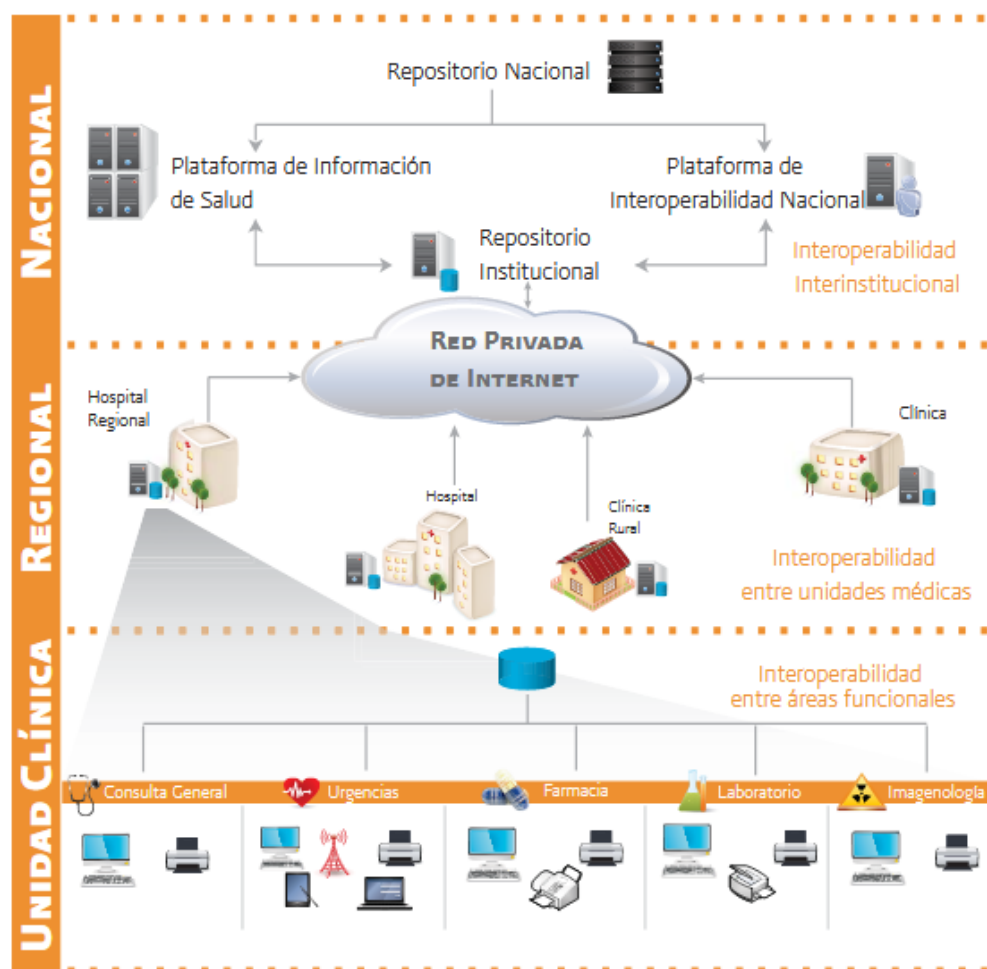 NACIONAL
Repositorio Nacional
Plataforma de Información
de Salud
Plataforma de
Interoperabilidad Nacional
Repositorio
Institucional
Interoperabilidad
Interinstitucional
RED PRIVADA
DE INTERNET
REGIONAL
Hospital
Regional
Clínica
Hospital
Clínica
Rural
Interoperabilidad
entre unidades médicas
UNIDAD CLÍNICA
Interoperabilidad
entre áreas funcionales
Consulta General
Urgencias
Farmacia
Laboratorio
Imagenología